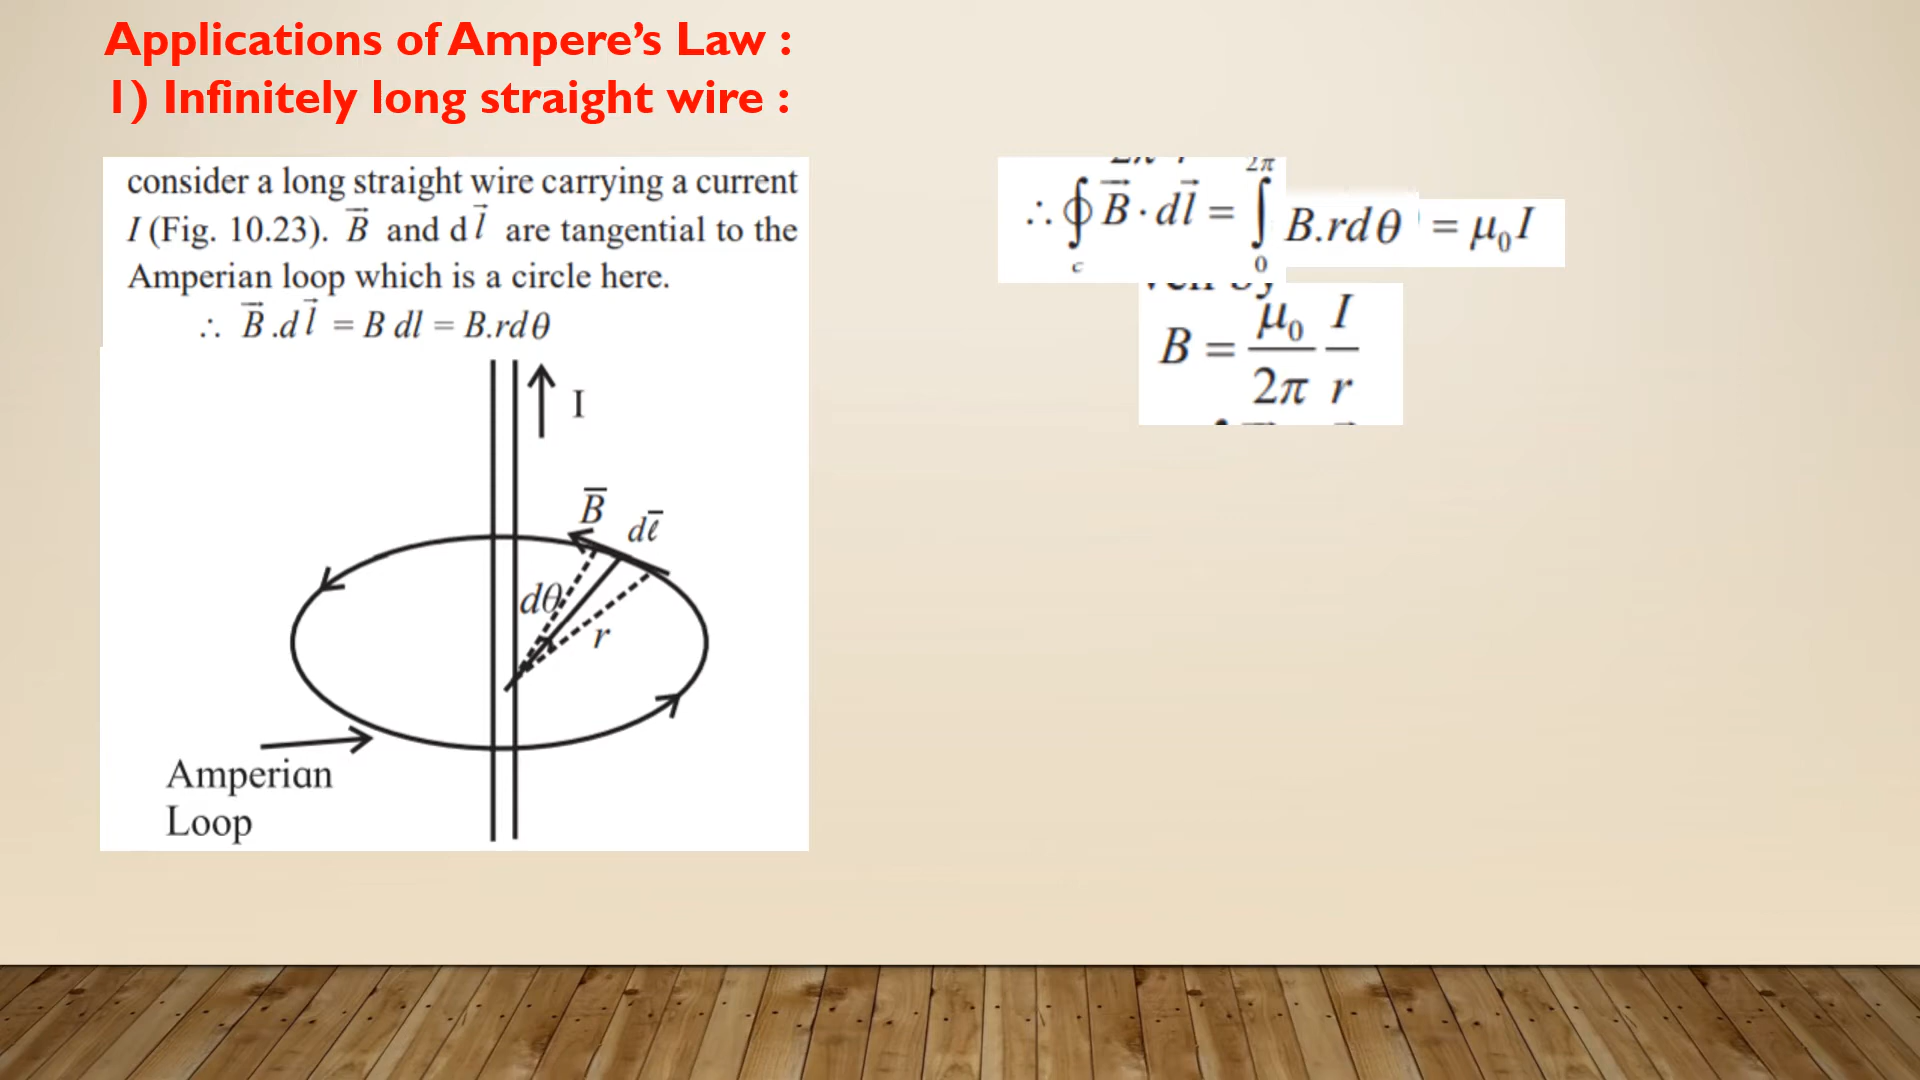 Applications of Ampere's Law :
1) Infinitely long straight wire :
consider a long straight wire carrying a current
I (Fig. 10.23). B⃗ and d l⃗ are tangential to the
Amperian loop which is a circle here.
∴ B⃗ .d l⃗ = B dl = B.rdθ
I
B̅
dℓ̅
dθ
r
Amperian
Loop
∴ ∮c B⃗ · dl⃗ = ∫₀^2π B.rdθ = μ₀I
B = μ₀/2π I/r